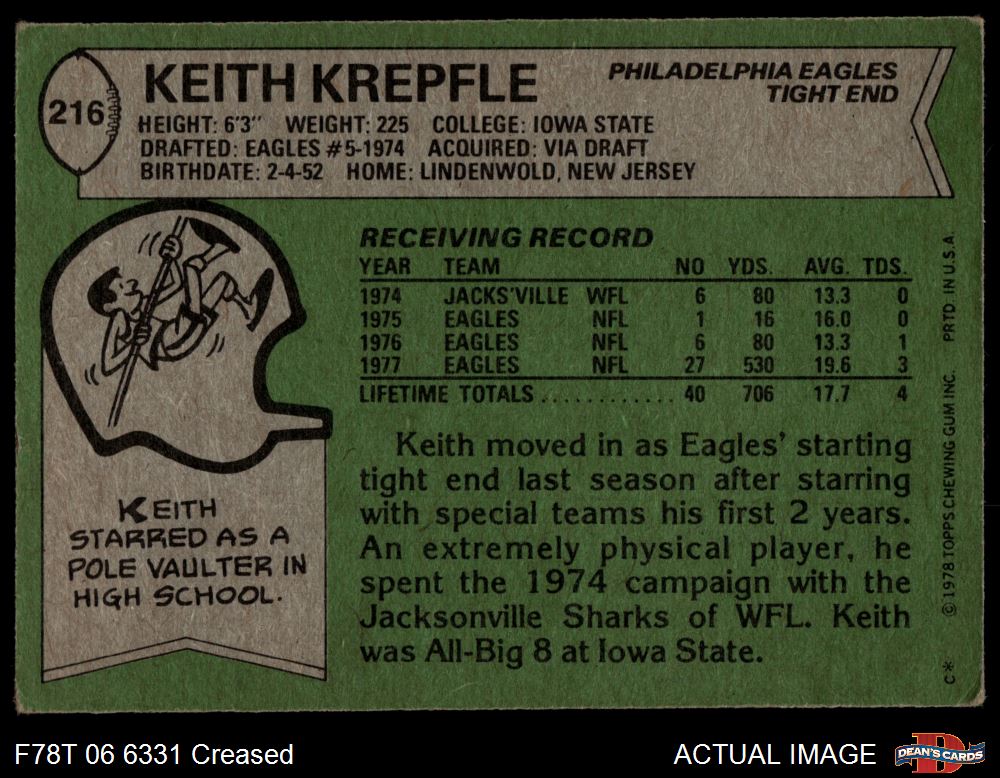 216
KEITH KREPFLE
PHILADELPHIA EAGLES
TIGHT END
HEIGHT: 6'3" WEIGHT: 225 COLLEGE: IOWA STATE
DRAFTED: EAGLES #5-1974 ACQUIRED: VIA DRAFT
BIRTHDATE: 2-4-52 HOME: LINDENWOLD, NEW JERSEY
RECEIVING RECORD
YEAR TEAM NO YDS. AVG. TDS.
1974 JACKS'VILLE WFL 6 80 13.3 0
1975 EAGLES NFL 1 16 16.0 0
1976 EAGLES NFL 6 80 13.3 1
1977 EAGLES NFL 27 530 19.6 3
LIFETIME TOTALS............ 40 706 17.7 4
Keith moved in as Eagles' starting
tight end last season after starring
with special teams his first 2 years.
An extremely physical player, he
spent the 1974 campaign with the
Jacksonville Sharks of WFL. Keith
was All-Big 8 at Iowa State.
KEITH
STARRED AS A
POLE VAULTER IN
HIGH SCHOOL.
C* © 1978 TOPPS CHEWING GUM INC. PRTD. IN U.S.A.
F78T 06 6331 Creased
ACTUAL IMAGE
DEAN'S CARDS